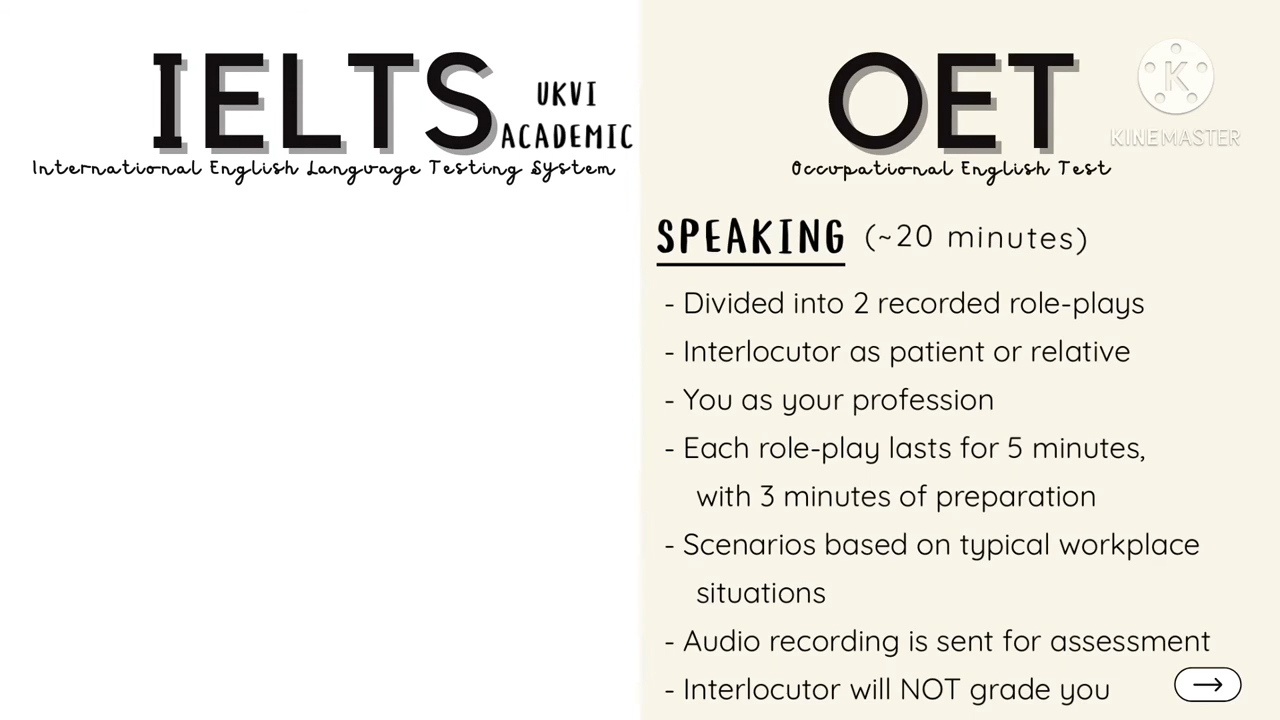 IELTS
UKVI
ACADEMIC
International English Language Testing System
OET
KINEMASTER
Occupational English Test
SPEAKING (~20 minutes)
- Divided into 2 recorded role-plays
- Interlocutor as patient or relative
- You as your profession
- Each role-play lasts for 5 minutes,
with 3 minutes of preparation
- Scenarios based on typical workplace
situations
- Audio recording is sent for assessment
- Interlocutor will NOT grade you